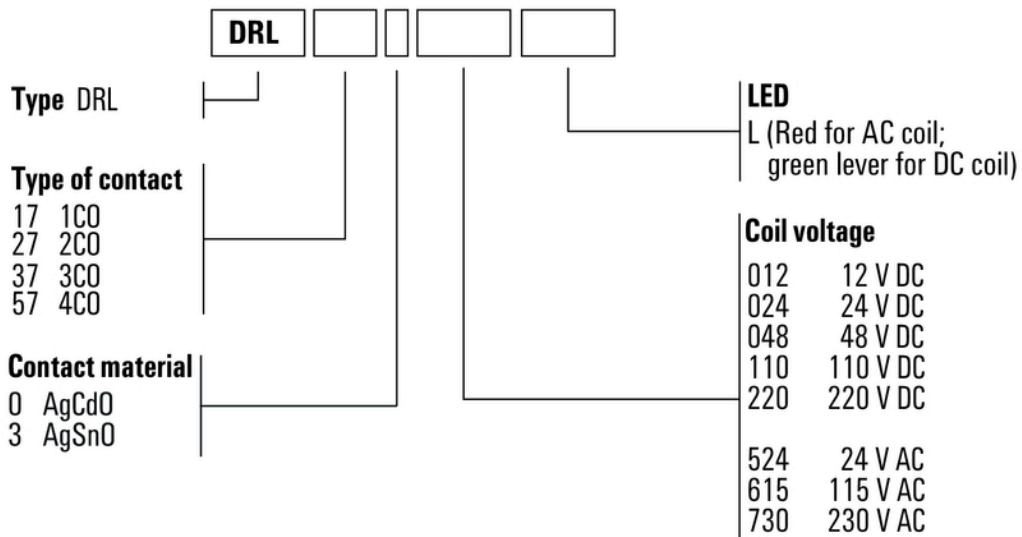 DRL
Type DRL
Type of contact
17 1CO
27 2CO
37 3CO
57 4CO
Contact material
0 AgCdO
3 AgSnO
LED
L (Red for AC coil;
green lever for DC coil)
Coil voltage
012 12 V DC
024 24 V DC
048 48 V DC
110 110 V DC
220 220 V DC
524 24 V AC
615 115 V AC
730 230 V AC